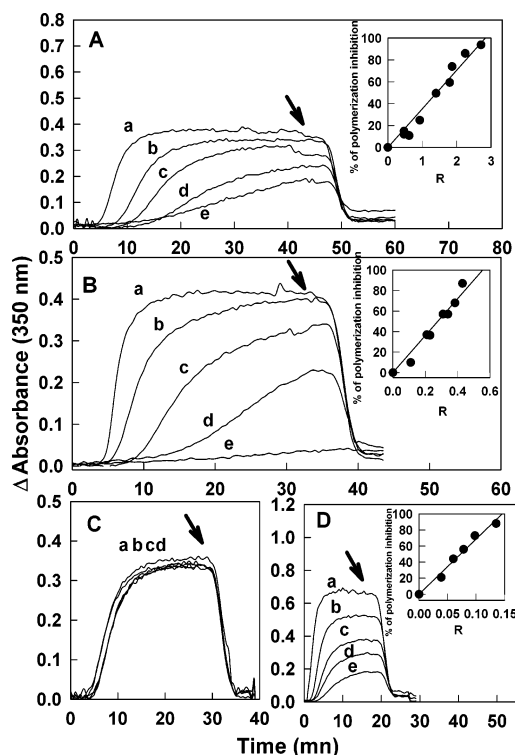 A
0.8
0.7
0.6
0.5
0.4
0.3
0.2
0.1
0.0
a
b
c
d
e
0 10 20 30 40 50 60 70 80
% of polymerization inhibition
100
80
60
40
20
0
0 1 2 3
R
B
0.5
0.4
0.3
0.2
0.1
0.0
a
b
c
d
e
0 10 20 30 40 50 60
% of polymerization inhibition
100
80
60
40
20
0
0.0 0.2 0.4 0.6
R
Δ Absorbance (350 nm)
C
0.5
0.4
0.3
0.2
0.1
0.0
a b c d
0 10 20 30 40
D
1.2
1.0
0.8
0.6
0.4
0.2
0.0
a
b
c
d
e
0 10 20 30 40 50
% of polymerization inhibition
100
80
60
40
20
0
0.00 0.05 0.10 0.15
R
Time (mn)